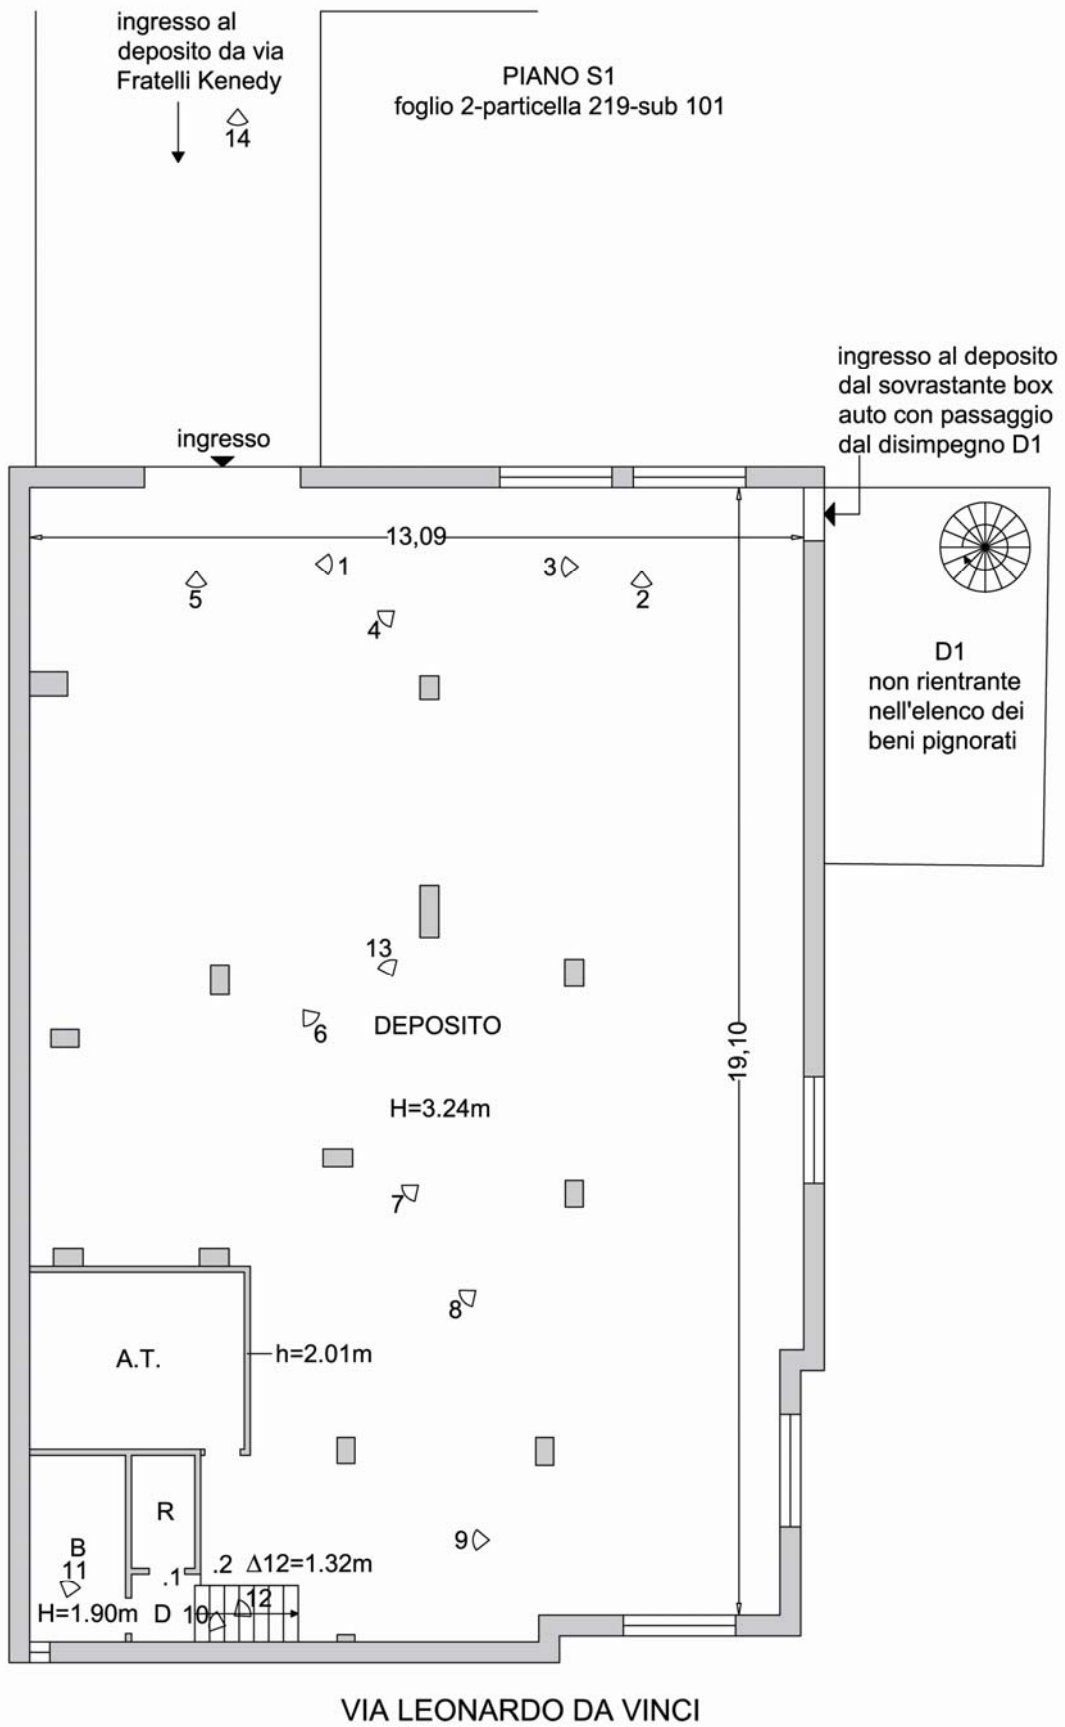 ingresso al
deposito da via
Fratelli Kenedy
14
PIANO S1
foglio 2-particella 219-sub 101
ingresso al deposito
dal sovrastante box
auto con passaggio
dal disimpegno D1
ingresso
13,09
1
3
5
2
4
D1
non rientrante
nell'elenco dei
beni pignorati
13
6
DEPOSITO
19,10
H=3.24m
7
8
A.T.
h=2.01m
R
9
B
11
.1
.2
Δ12=1.32m
12
H=1.90m
D
10
VIA LEONARDO DA VINCI